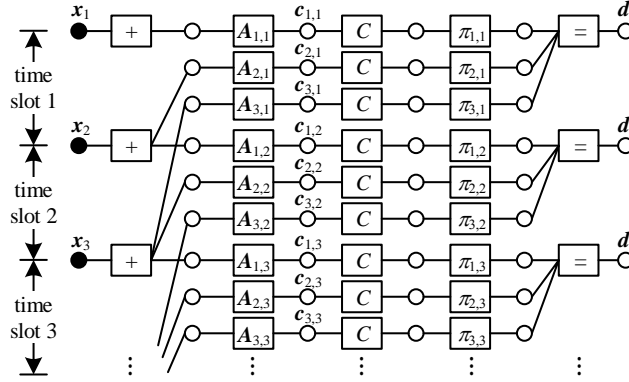 x1 + A1,1 c1,1 C π1,1 = d
A2,1 c2,1 C π2,1
A3,1 c3,1 C π3,1
time
slot 1
x2 + A1,2 c1,2 C π1,2 = d
A2,2 c2,2 C π2,2
A3,2 c3,2 C π3,2
time
slot 2
x3 + A1,3 c1,3 C π1,3 = d
A2,3 c2,3 C π2,3
A3,3 c3,3 C π3,3
time
slot 3
⋮ ⋮ ⋮ ⋮ ⋮